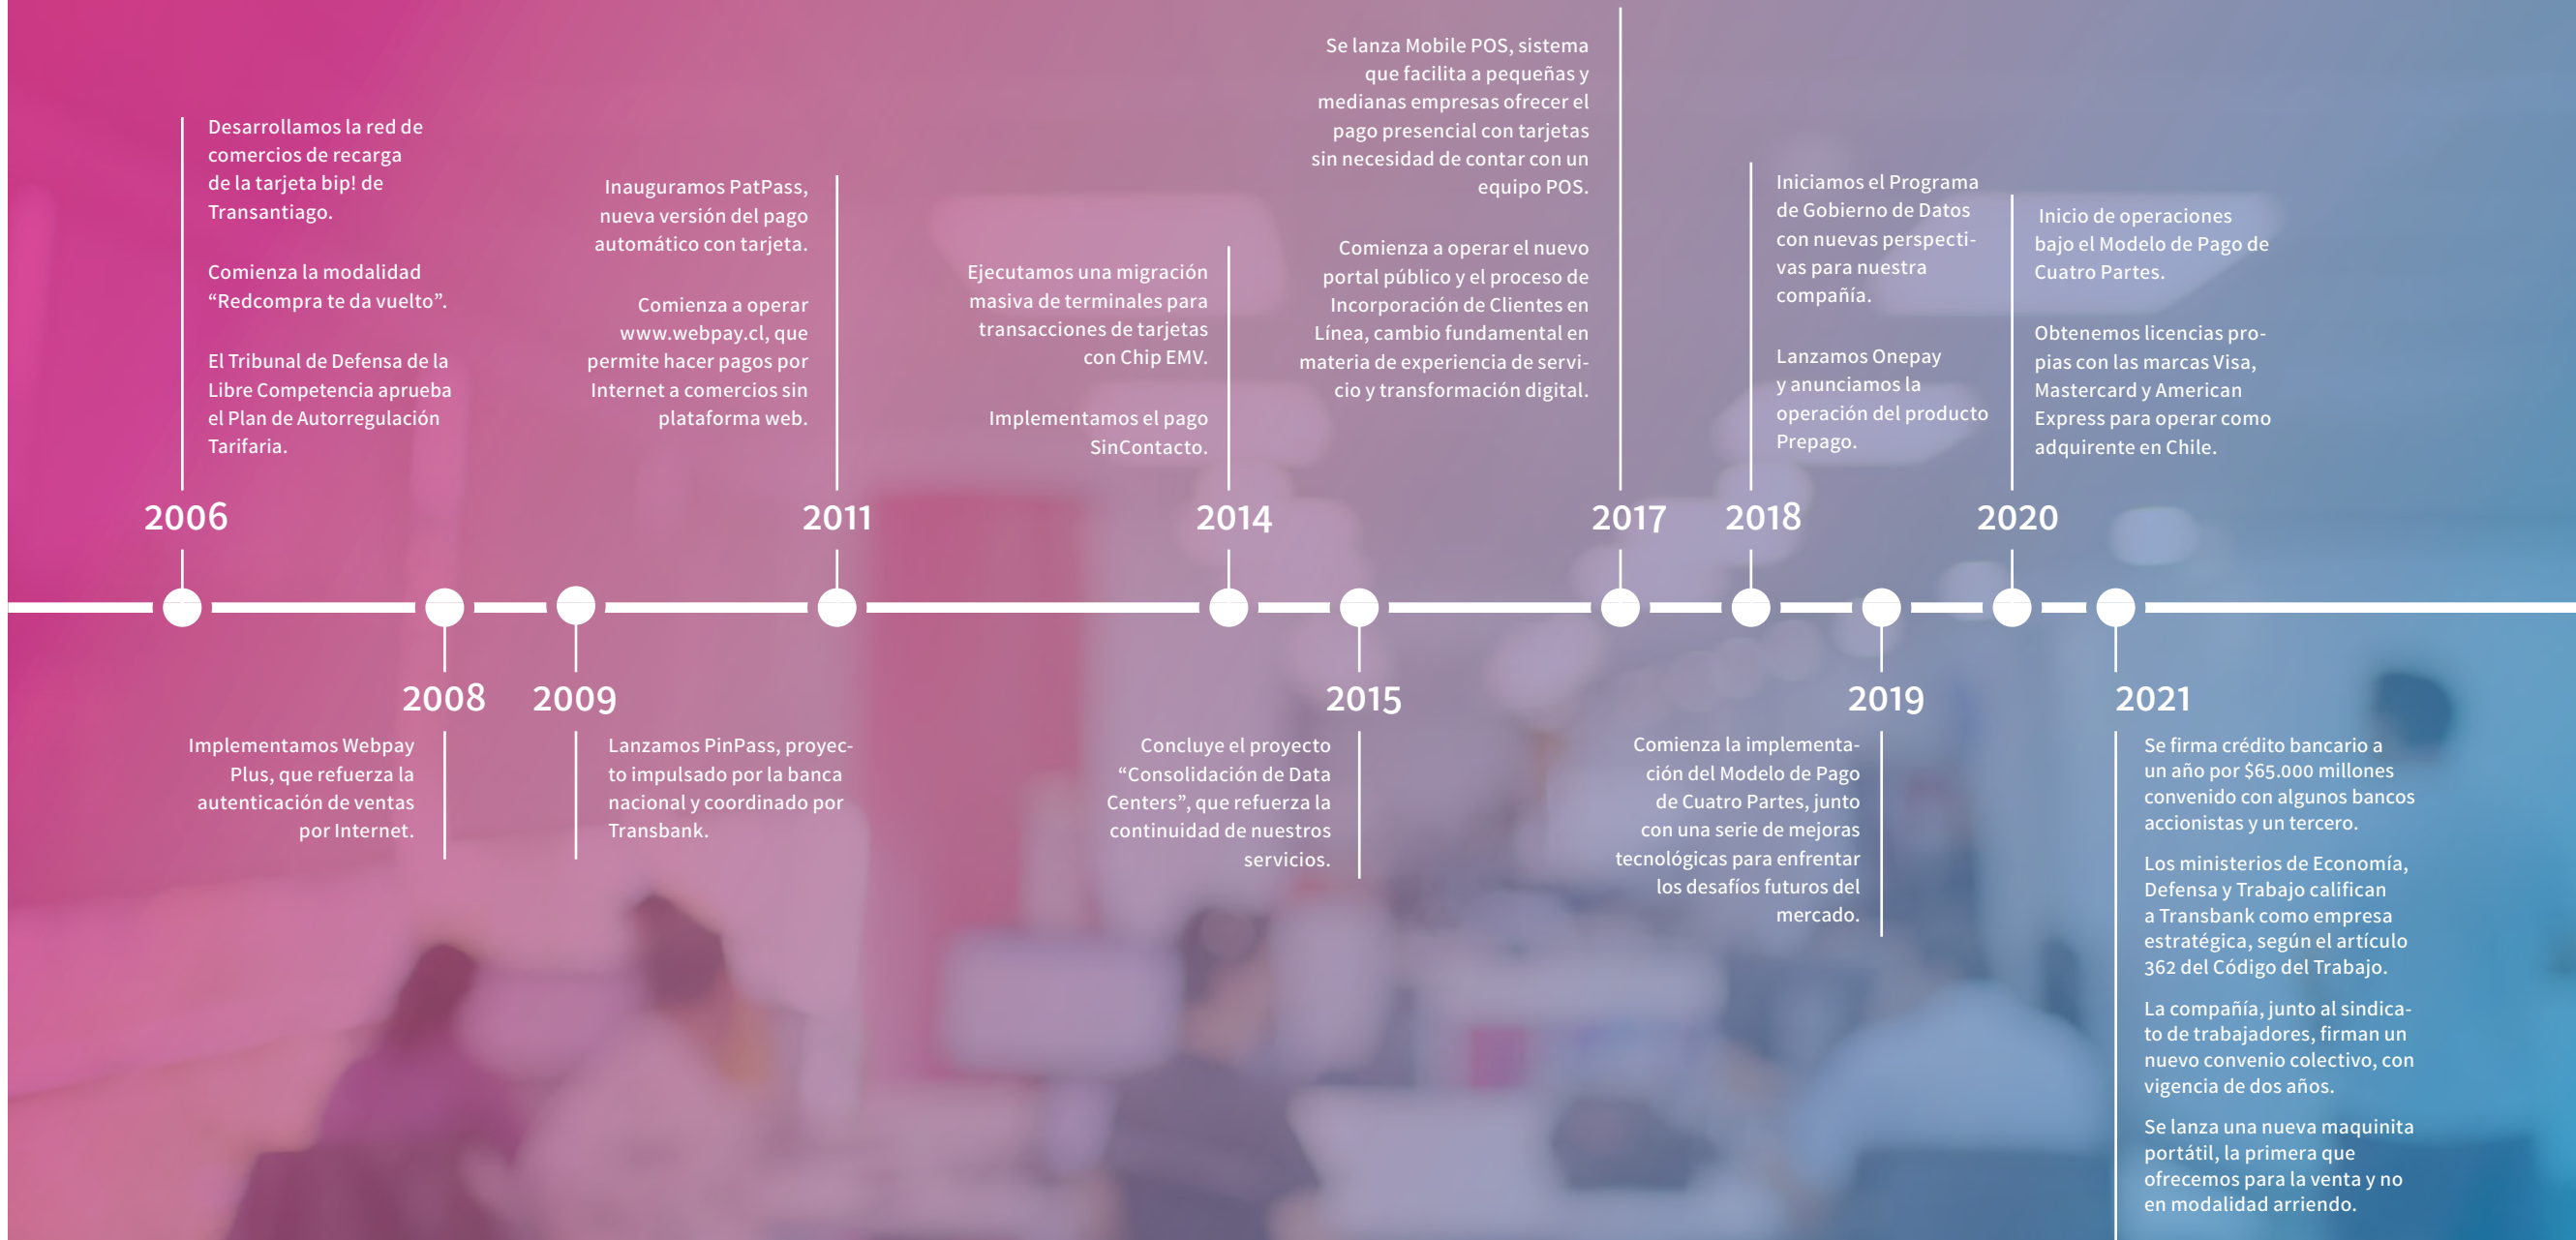 2006
Desarrollamos la red de
comercios de recarga
de la tarjeta bip! de
Transantiago.
Comienza la modalidad
“Redcompra te da vuelto”.
El Tribunal de Defensa de la
Libre Competencia aprueba
el Plan de Autorregulación
Tarifaria.
2008
Implementamos Webpay
Plus, que refuerza la
autenticación de ventas
por Internet.
2009
Lanzamos PinPass, proyec-
to impulsado por la banca
nacional y coordinado por
Transbank.
2011
Inauguramos PatPass,
nueva versión del pago
automático con tarjeta.
Comienza a operar
www.webpay.cl, que
permite hacer pagos por
Internet a comercios sin
plataforma web.
2014
Ejecutamos una migración
masiva de terminales para
transacciones de tarjetas
con Chip EMV.
Implementamos el pago
SinContacto.
2015
Concluye el proyecto
“Consolidación de Data
Centers”, que refuerza la
continuidad de nuestros
servicios.
2017
Se lanza Mobile POS, sistema
que facilita a pequeñas y
medianas empresas ofrecer el
pago presencial con tarjetas
sin necesidad de contar con un
equipo POS.
Comienza a operar el nuevo
portal público y el proceso de
Incorporación de Clientes en
Línea, cambio fundamental en
materia de experiencia de servi-
cio y transformación digital.
2018
Iniciamos el Programa
de Gobierno de Datos
con nuevas perspecti-
vas para nuestra
compañía.
Lanzamos Onepay
y anunciamos la
operación del producto
Prepago.
2019
Comienza la implementa-
ción del Modelo de Pago
de Cuatro Partes, junto
con una serie de mejoras
tecnológicas para enfrentar
los desafíos futuros del
mercado.
2020
Inicio de operaciones
bajo el Modelo de Pago de
Cuatro Partes.
Obtenemos licencias pro-
pias con las marcas Visa,
Mastercard y American
Express para operar como
adquirente en Chile.
2021
Se firma crédito bancario a
un año por $65.000 millones
convenido con algunos bancos
accionistas y un tercero.
Los ministerios de Economía,
Defensa y Trabajo califican
a Transbank como empresa
estratégica, según el artículo
362 del Código del Trabajo.
La compañía, junto al sindica-
to de trabajadores, firman un
nuevo convenio colectivo, con
vigencia de dos años.
Se lanza una nueva maquinita
portátil, la primera que
ofrecemos para la venta y no
en modalidad arriendo.